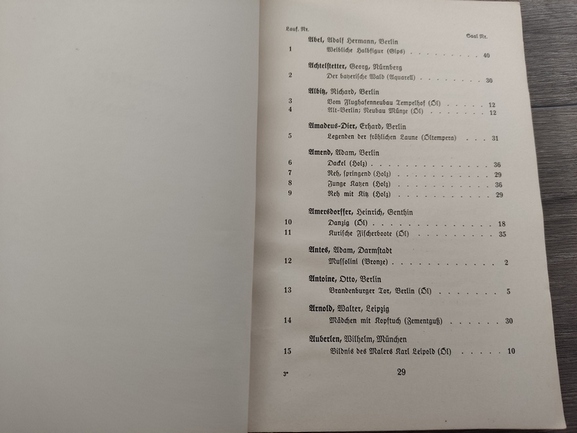 Lauf. Nr. Saal Nr.
Abel, Adolf Hermann, Berlin
1 Weibliche Halbfigur (Gips) . . . . . . . . . . 40
Achtelstetter, Georg, Nürnberg
2 Der bayerische Wald (Aquarell) . . . . . . . . . 36
Albitz, Richard, Berlin
3 Vom Flughafenneubau Tempelhof (Öl) . . . . . . 12
4 Alt-Berlin; Neubau Münze (Öl) . . . . . . . . 12
Amadeus-Dier, Erhard, Berlin
5 Legenden der fröhlichen Laune (Öltempera) . . . . . 31
Amend, Adam, Berlin
6 Dackel (Holz) . . . . . . . . . . . . 36
7 Reh, springend (Holz) . . . . . . . . . . . 29
8 Junge Katzen (Holz) . . . . . . . . . . . 36
9 Reh mit Kitz (Holz) . . . . . . . . . . . 29
Amersdorffer, Heinrich, Genthin
10 Danzig (Öl) . . . . . . . . . . . . . 18
11 Kurische Fischerboote (Öl) . . . . . . . . . 35
Antes, Adam, Darmstadt
12 Mussolini (Bronze) . . . . . . . . . . . . 2
Antoine, Otto, Berlin
13 Brandenburger Tor, Berlin (Öl) . . . . . . . . 5
Arnold, Walter, Leipzig
14 Mädchen mit Kopftuch (Zementguß) . . . . . . 30
Auberlen, Wilhelm, München
15 Bildnis des Malers Karl Leipold (Öl) . . . . . 10
3* 29